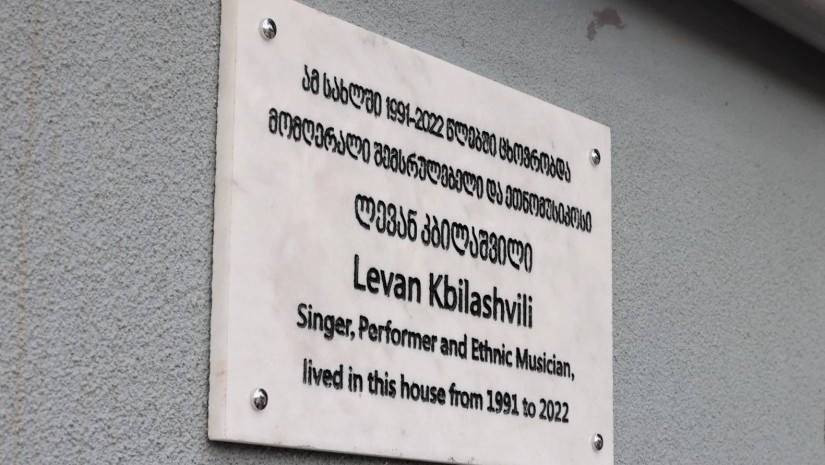 ამ სახლში 1991-2022 წლებში ცხოვრობდა
მომღერალი შემსრულებელი და ეთნომუსიკოსი
ლევან კბილაშვილი
Levan Kbilashvili
Singer, Performer and Ethnic Musician,
lived in this house from 1991 to 2022